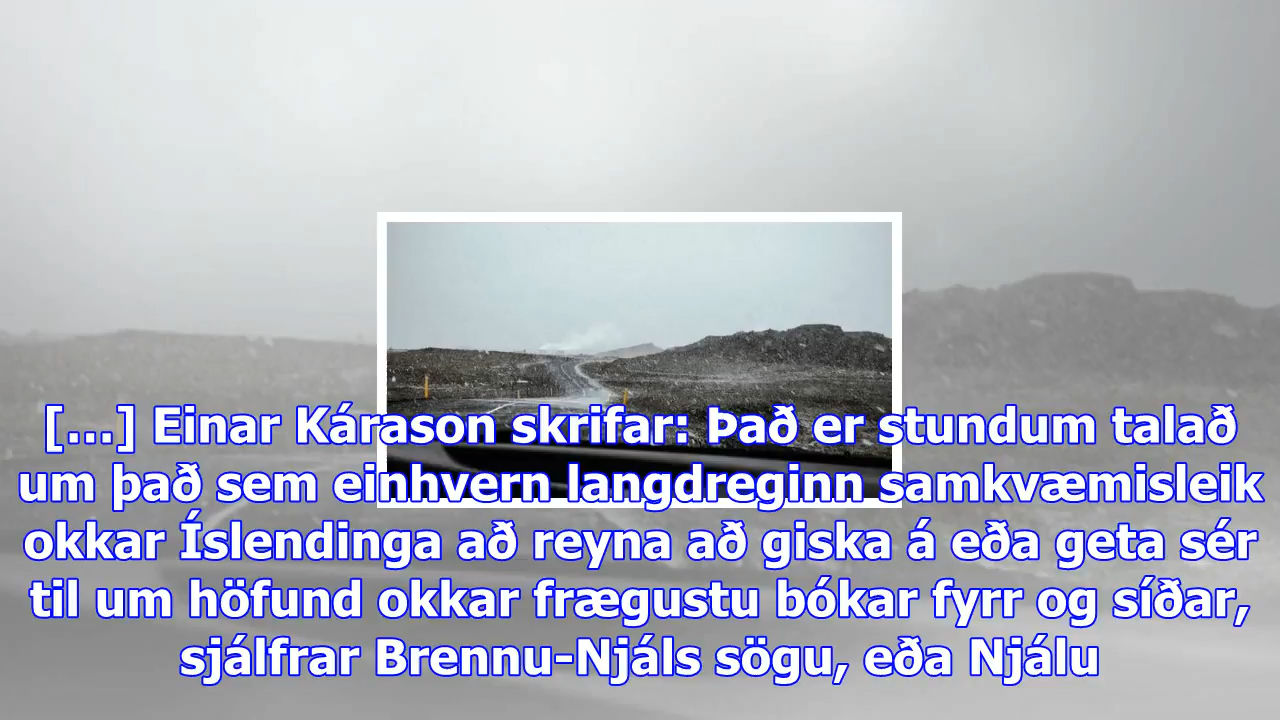 [...] Einar Kárason skrifar: Það er stundum talað
um það sem einhvern langdreginn samkvæmisleik
okkar Íslendinga að reyna að giska á eða geta sér
til um höfund okkar frægustu bókar fyrr og síðar,
sjálfrar Brennu-Njáls sögu, eða Njálu